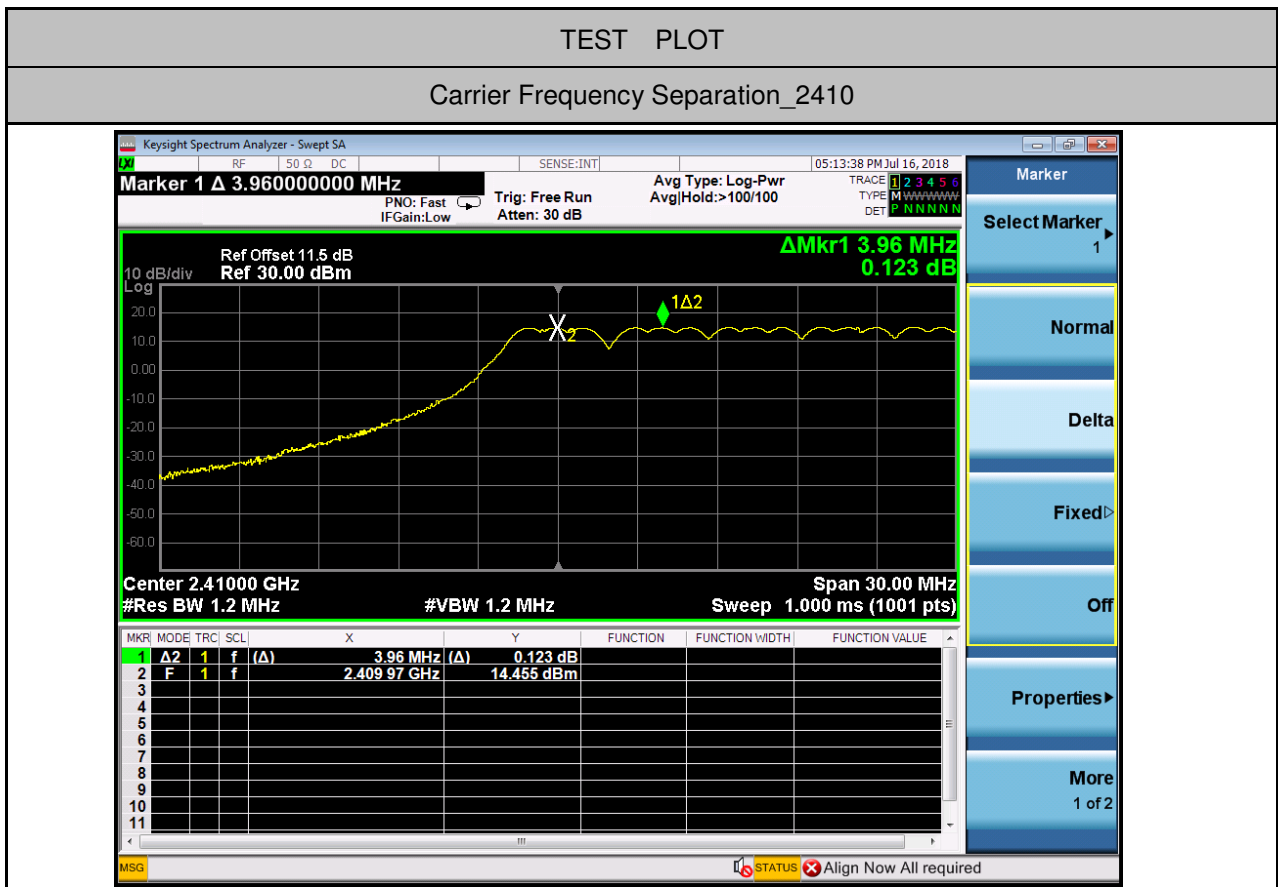 TEST PLOT
Carrier Frequency Separation_2410
Keysight Spectrum Analyzer - Swept SA
LXI RF 50 Ω DC SENSE:INT 05:13:38 PM Jul 16, 2018
Marker 1 Δ 3.960000000 MHz
PNO: Fast
IFGain:Low
Trig: Free Run
Atten: 30 dB
Avg Type: Log-Pwr
Avg|Hold:>100/100
TRACE 1 2 3 4 5 6
TYPE M W W W W W
DET P N N N N N
Marker
Select Marker
1
ΔMkr1 3.96 MHz
0.123 dB
Ref Offset 11.5 dB
10 dB/div Ref 30.00 dBm
Log
20.0
10.0
0.00
-10.0
-20.0
-30.0
-40.0
-50.0
-60.0
1Δ2
2
Normal
Delta
Fixed
Off
Center 2.41000 GHz Span 30.00 MHz
#Res BW 1.2 MHz #VBW 1.2 MHz Sweep 1.000 ms (1001 pts)
MKR MODE TRC SCL X Y FUNCTION FUNCTION WIDTH FUNCTION VALUE
1 Δ2 1 f (Δ) 3.96 MHz (Δ) 0.123 dB
2 F 1 f 2.409 97 GHz 14.455 dBm
3
4
5
6
7
8
9
10
11
Properties
More
1 of 2
MSG STATUS Align Now All required